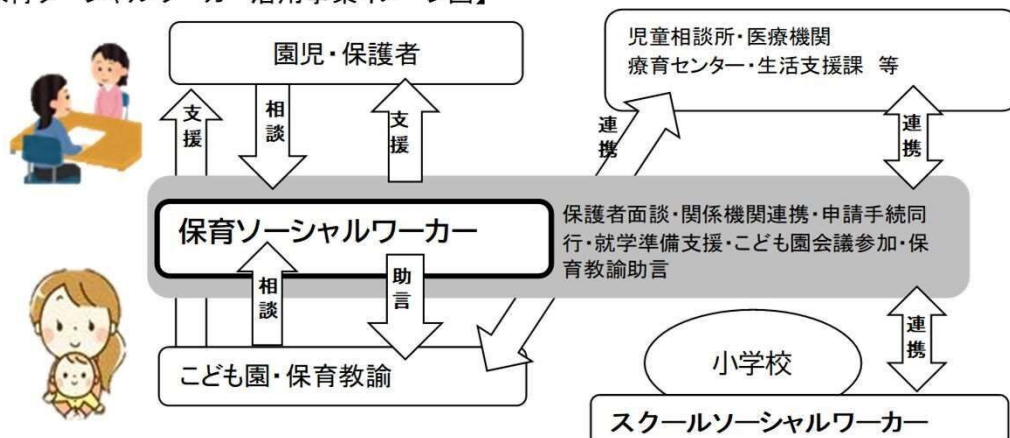 園児・保護者
児童相談所・医療機関
療育センター・生活支援課 等
支援
相談
支援
連携
連携
保育ソーシャルワーカー
保護者面談・関係機関連携・申請手続同
行・就学準備支援・こども園会議参加・保
育教諭助言
相談
助言
連携
こども園・保育教諭
小学校
スクールソーシャルワーカー